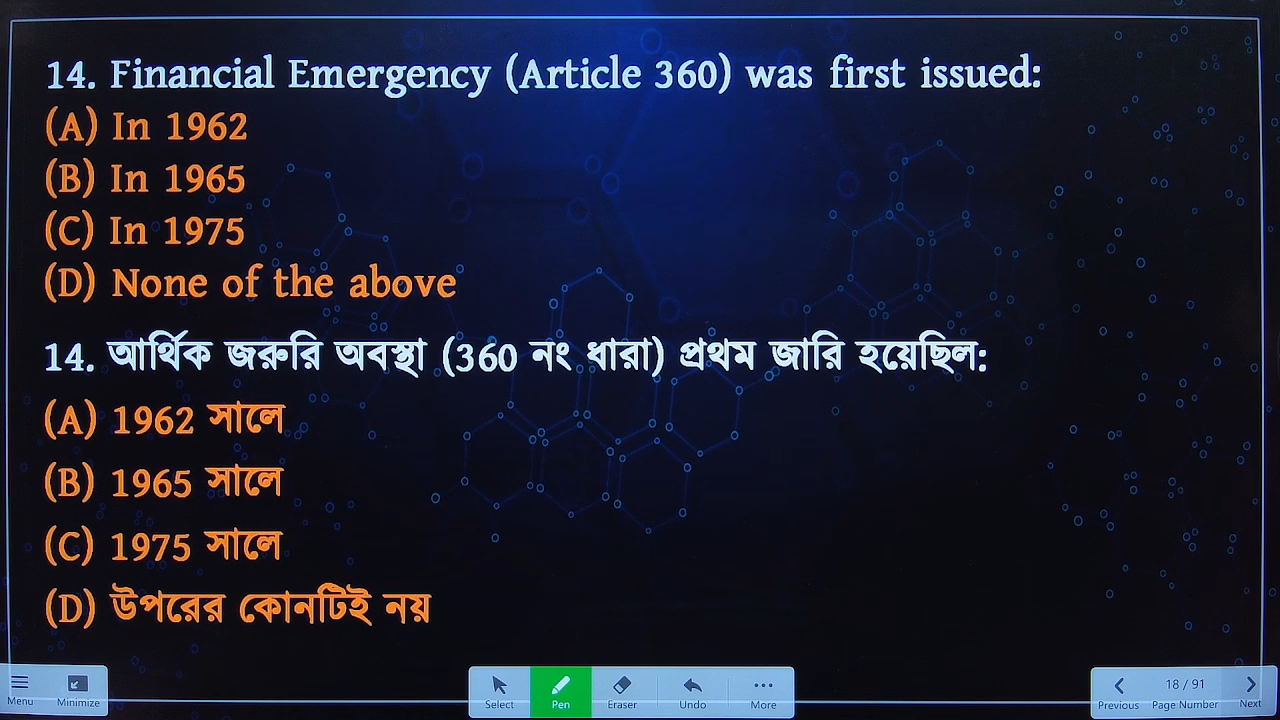 14. Financial Emergency (Article 360) was first issued:
(A) In 1962
(B) In 1965
(C) In 1975
(D) None of the above
14. আর্থিক জরুরি অবস্থা (360 নং ধারা) প্রথম জারি হয়েছিল:
(A) 1962 সালে
(B) 1965 সালে
(C) 1975 সালে
(D) উপরের কোনটিই নয়
Menu Minimize Select Pen Eraser Undo More Previous 18 / 91 Page Number Next